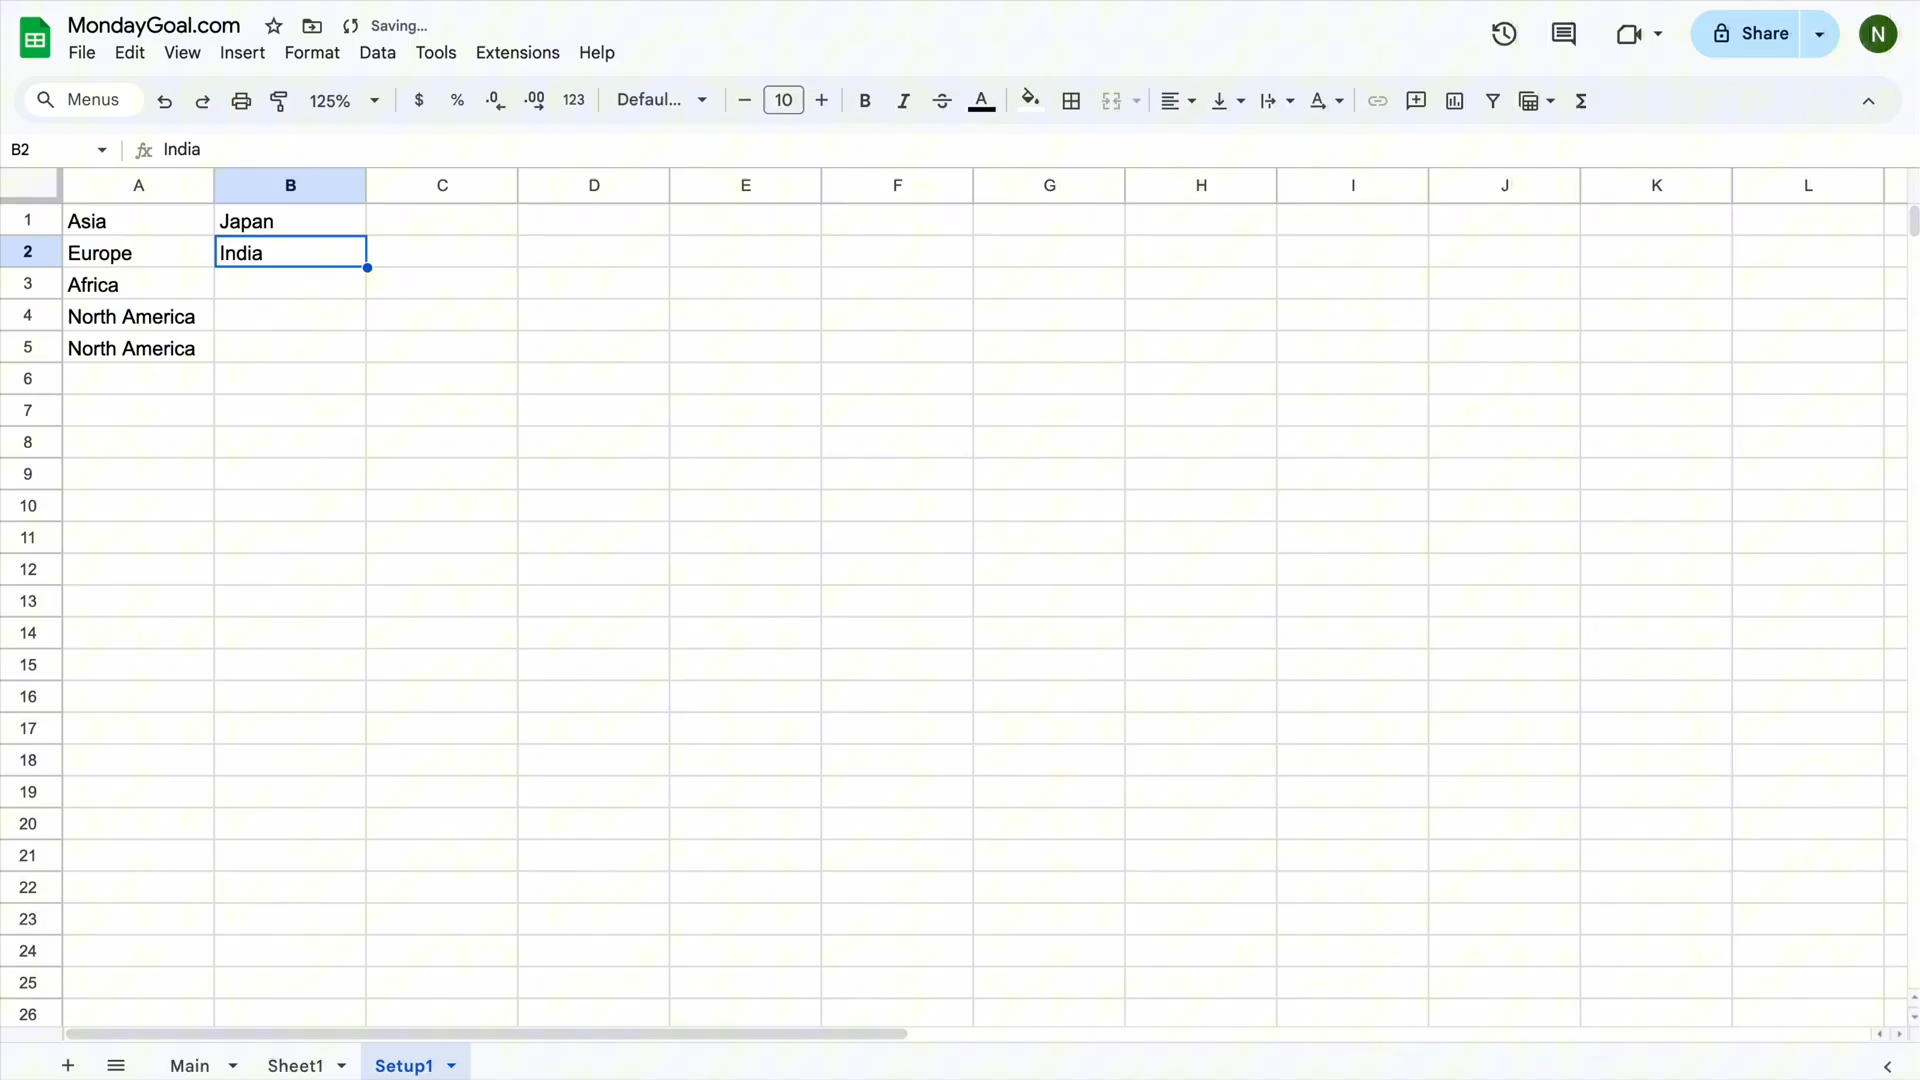 MondayGoal.com Saving...
File Edit View Insert Format Data Tools Extensions Help
Share
N
Menus 125% $ % .0 .00 123 Defaul... 10 B I S A Σ
B2 fx India
A B C D E F G H I J K L
1 Asia Japan
2 Europe India
3 Africa
4 North America
5 North America
6
7
8
9
10
11
12
13
14
15
16
17
18
19
20
21
22
23
24
25
26
Main Sheet1 Setup1